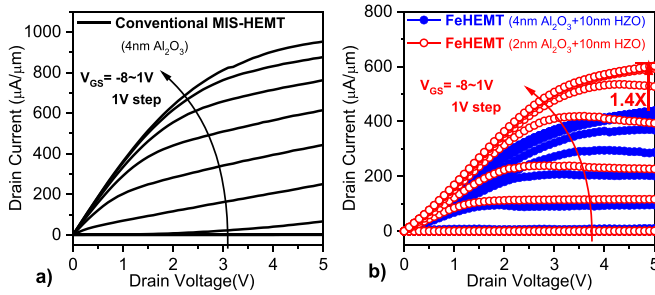 1000
800
600
400
200
0
Drain Current (μA/μm)
Conventional MIS-HEMT
(4nm Al₂O₃)
V_GS= -8~1V
1V step
0 1 2 3 4 5
Drain Voltage(V)
a)
800
600
400
200
0
Drain Current (μA/μm)
FeHEMT (4nm Al₂O₃+10nm HZO)
FeHEMT (2nm Al₂O₃+10nm HZO)
V_GS= -8~1V
1V step
1.4X
0 1 2 3 4 5
Drain Voltage(V)
b)